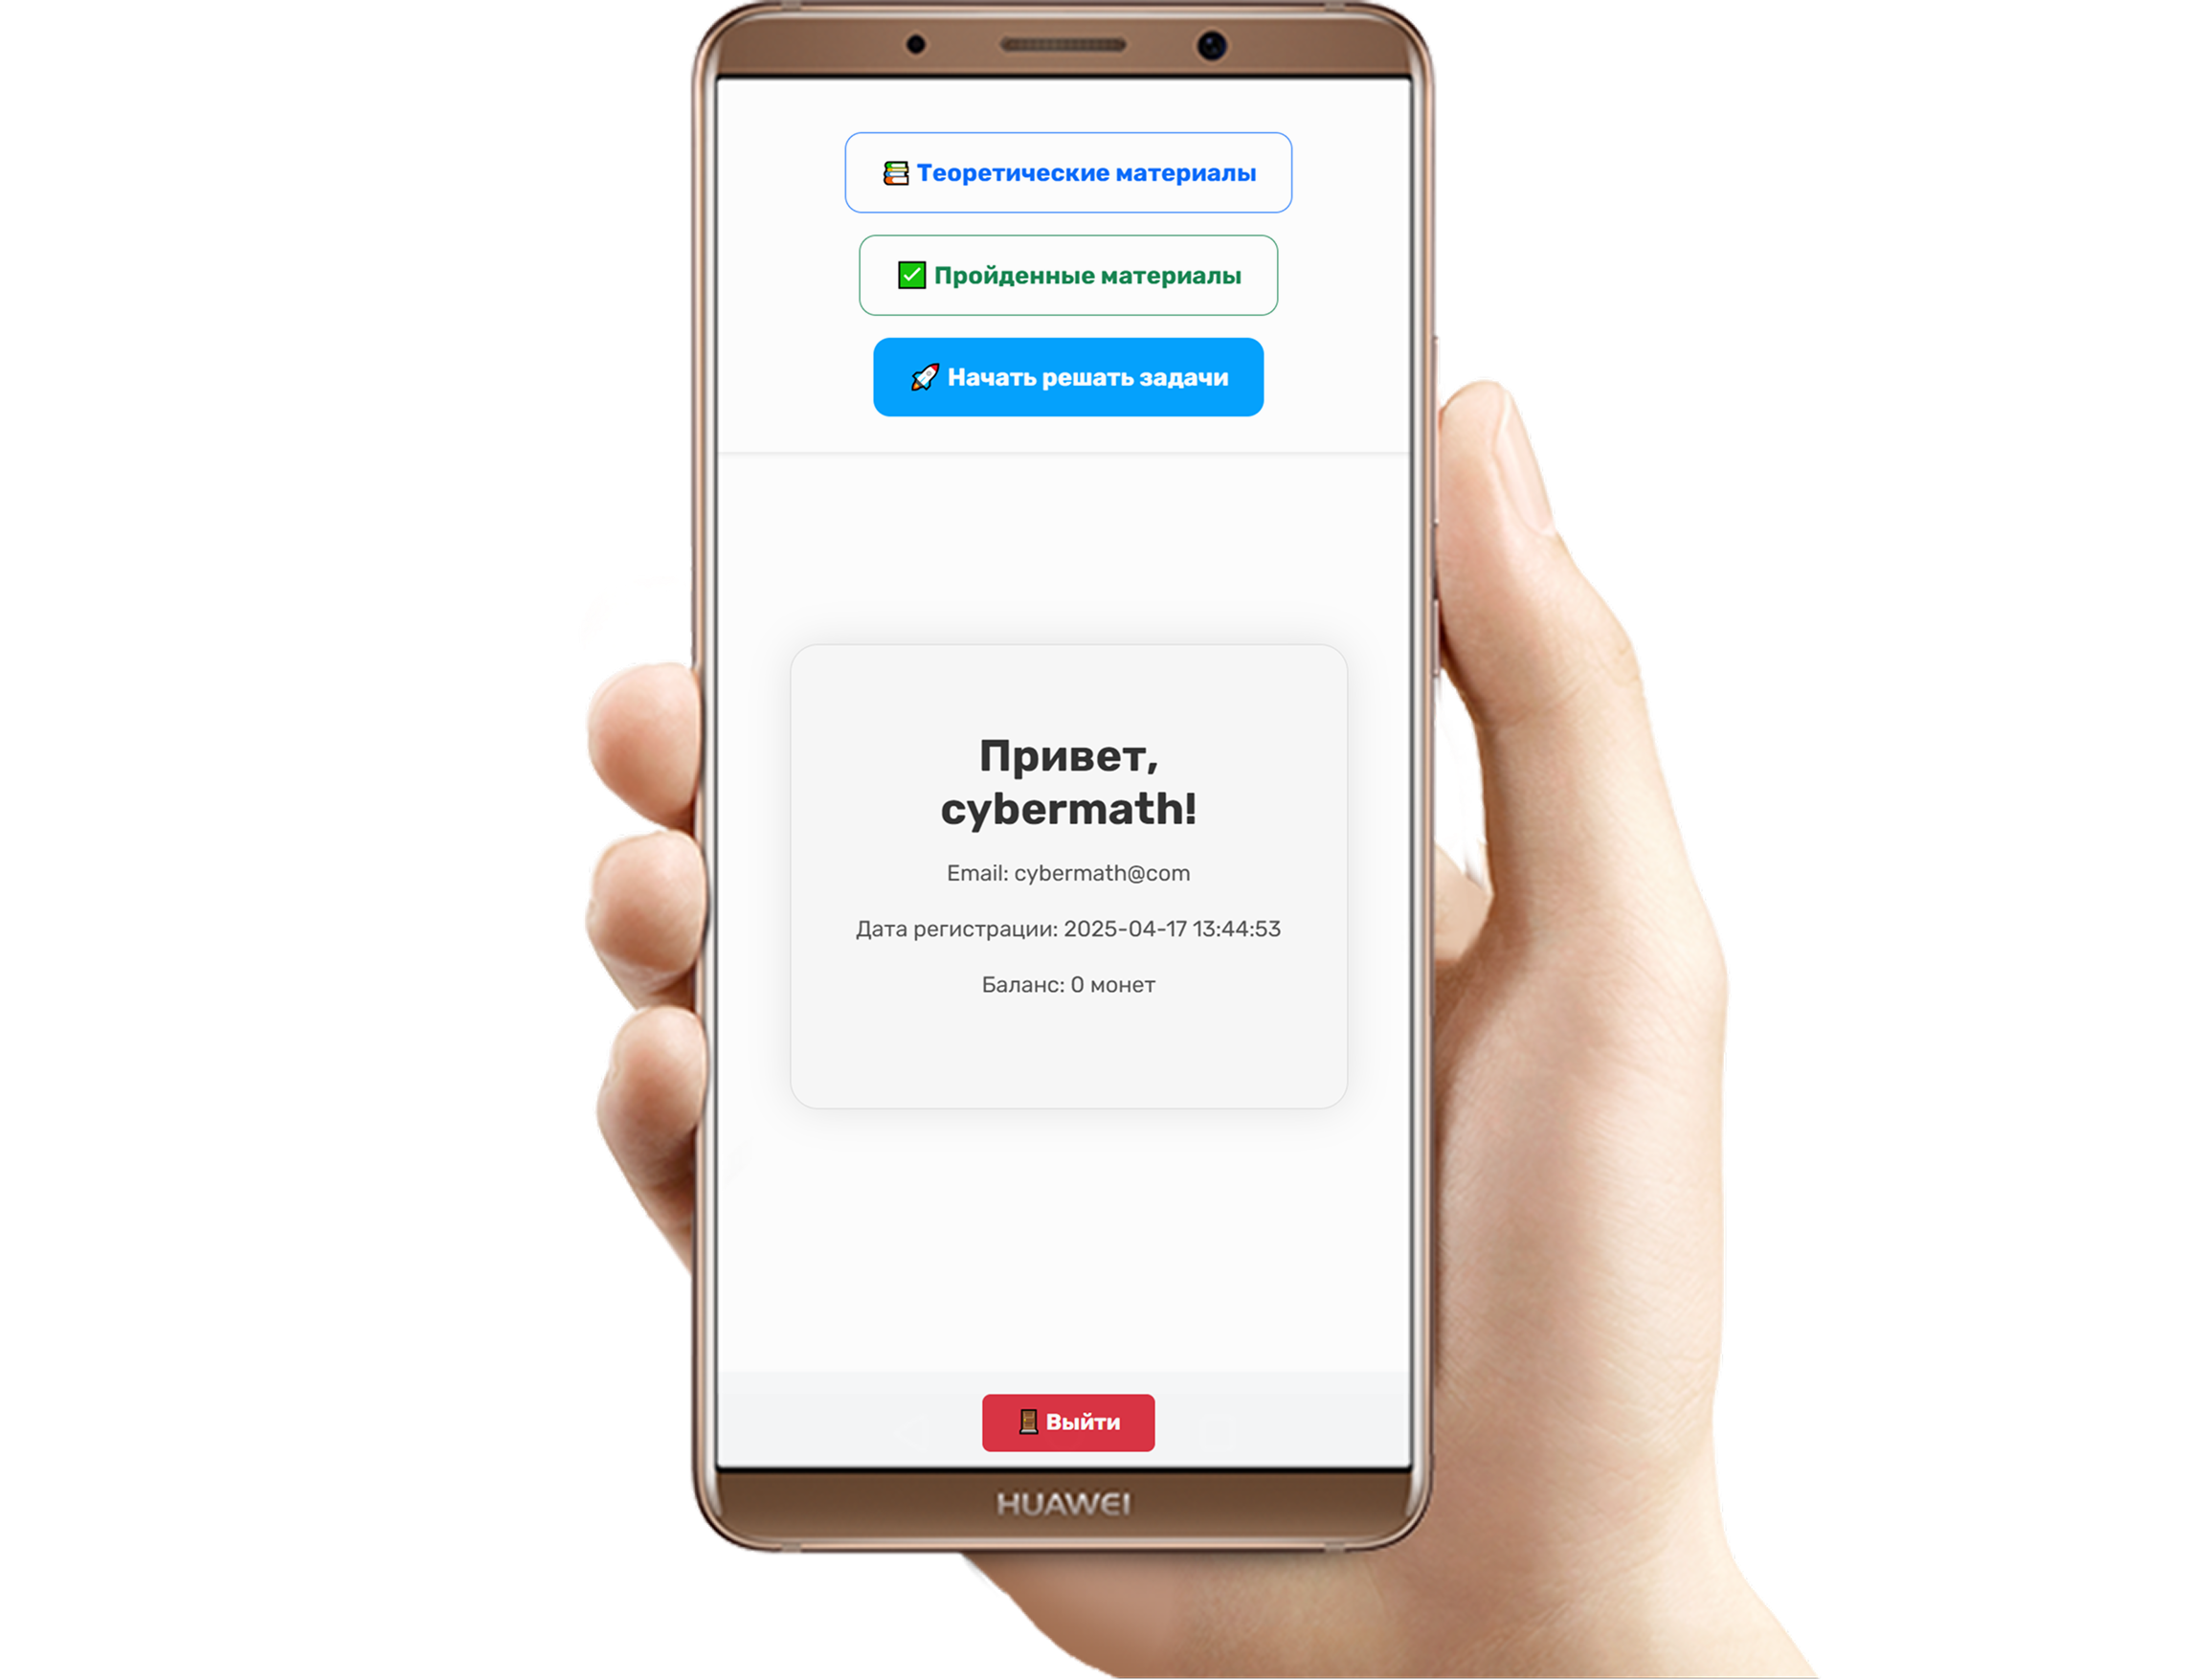 📚 Теоретические материалы
✅ Пройденные материалы
🚀 Начать решать задачи
Привет,
cybermath!
Email: cybermath@com
Дата регистрации: 2025-04-17 13:44:53
Баланс: 0 монет
🚪 Выйти
HUAWEI